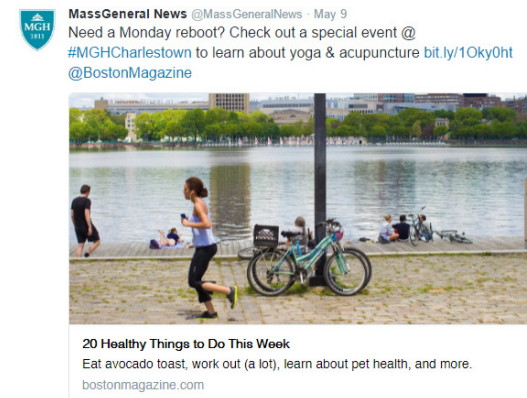 MGH
1811
MassGeneral News @MassGeneralNews · May 9
Need a Monday reboot? Check out a special event @
#MGHCharlestown to learn about yoga & acupuncture bit.ly/1Oky0ht
@BostonMagazine
20 Healthy Things to Do This Week
Eat avocado toast, work out (a lot), learn about pet health, and more.
bostonmagazine.com